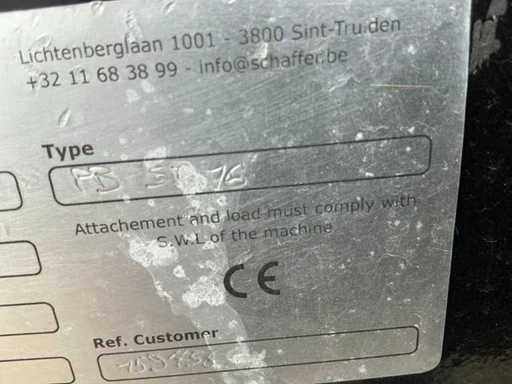 Lichtenberglaan 1001 - 3800 Sint-Truiden
+32 11 68 38 99 - info@schaffer.be
Type
Attachement and load must comply with
S.W.L of the machine
CE
Ref. Customer